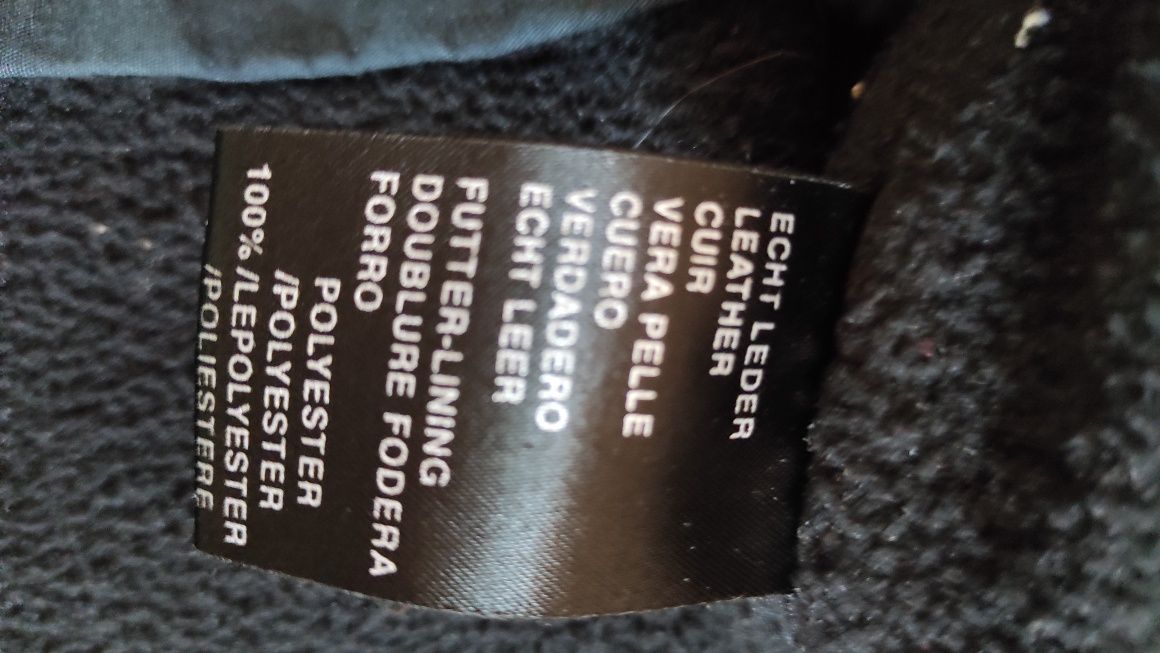 ECHT LEDER
LEATHER
CUIR
VERA PELLE
CUERO
VERDADERO
ECHT LEER
FUTTER-LINING
DOUBLURE FODERA
FORRO
POLYESTER
/POLYESTER
100%/LEPOLYESTER
/POLIESTERE